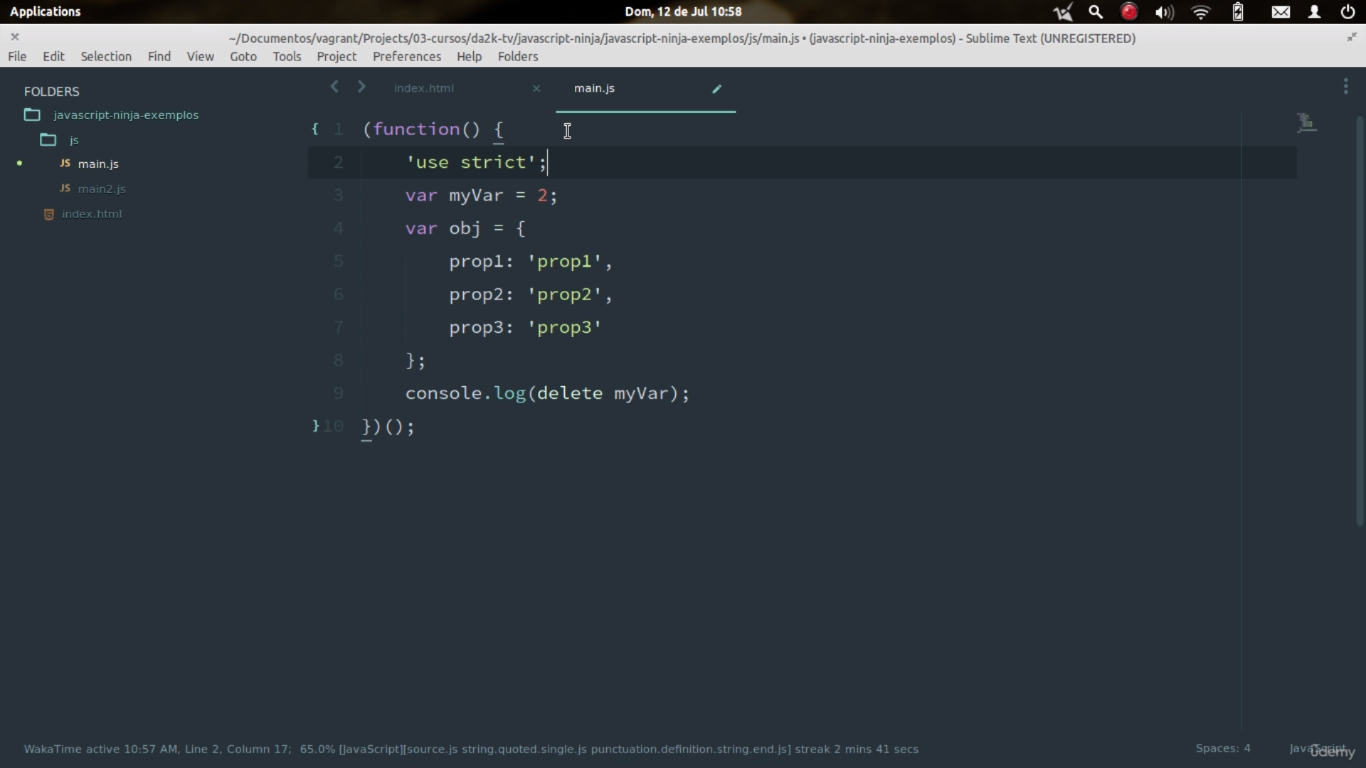 Applications
Dom, 12 de Jul 10:58
~/Documentos/vagrant/Projects/03-cursos/da2k-tv/javascript-ninja/javascript-ninja-exemplos/js/main.js • (javascript-ninja-exemplos) - Sublime Text (UNREGISTERED)
File Edit Selection Find View Goto Tools Project Preferences Help Folders
FOLDERS
javascript-ninja-exemplos
js
JS main.js
JS main2.js
index.html
index.html main.js
{ 1 (function() {
2 'use strict';
3 var myVar = 2;
4 var obj = {
5 prop1: 'prop1',
6 prop2: 'prop2',
7 prop3: 'prop3'
8 };
9 console.log(delete myVar);
} 10 })();
WakaTime active 10:57 AM, Line 2, Column 17; 65.0% [JavaScript][source.js string.quoted.single.js punctuation.definition.string.end.js] streak 2 mins 41 secs
Spaces: 4
JavaScript
ûdemy